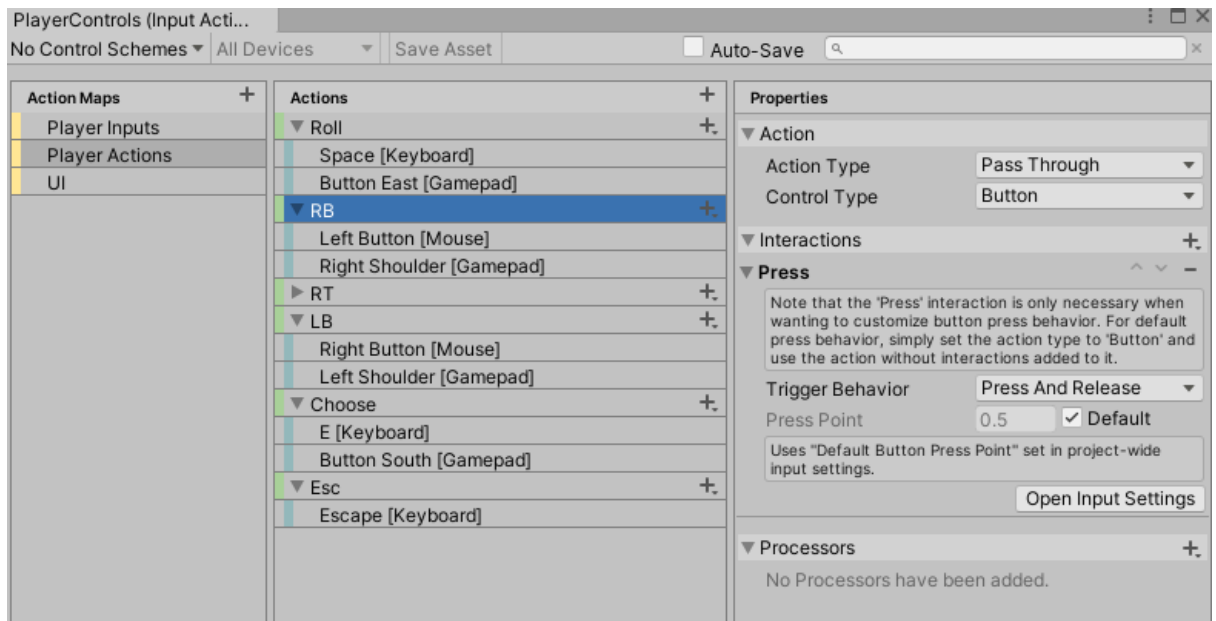 PlayerControls (Input Acti...
No Control Schemes All Devices Save Asset Auto-Save
Action Maps
Player Inputs
Player Actions
UI
Actions
Roll
Space [Keyboard]
Button East [Gamepad]
RB
Left Button [Mouse]
Right Shoulder [Gamepad]
RT
LB
Right Button [Mouse]
Left Shoulder [Gamepad]
Choose
E [Keyboard]
Button South [Gamepad]
Esc
Escape [Keyboard]
Properties
Action
Action Type Pass Through
Control Type Button
Interactions
Press
Note that the 'Press' interaction is only necessary when
wanting to customize button press behavior. For default
press behavior, simply set the action type to 'Button' and
use the action without interactions added to it.
Trigger Behavior Press And Release
Press Point 0.5 Default
Uses "Default Button Press Point" set in project-wide
input settings.
Open Input Settings
Processors
No Processors have been added.